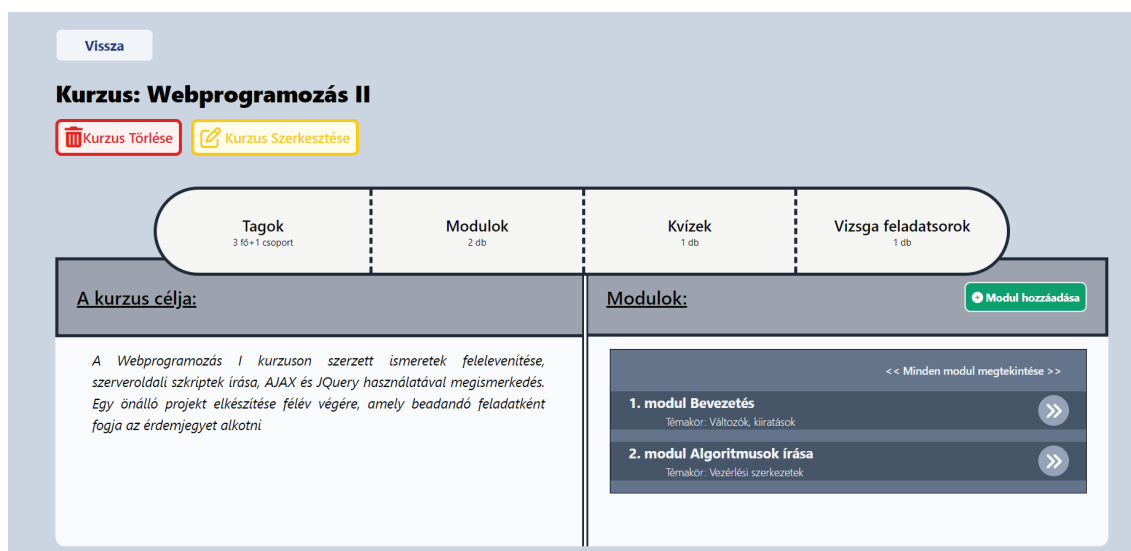 Vissza
Kurzus: Webprogramozás II
Kurzus Törlése
Kurzus Szerkesztése
Tagok
3 fő+1 csoport
Modulok
2 db
Kvízek
1 db
Vizsga feladatsorok
1 db
A kurzus célja:
A Webprogramozás I kurzuson szerzett ismeretek felelevenítése,
szerveroldali szkriptek írása, AJAX és JQuery használatával megismerkedés.
Egy önálló projekt elkészítése félév végére, amely beadandó feladatként
fogja az érdemjegyet alkotni
Modulok:
Modul hozzáadása
<< Minden modul megtekintése >>
1. modul Bevezetés
Témakör: Változók, kiiratások
2. modul Algoritmusok írása
Témakör: Vezérlési szerkezetek